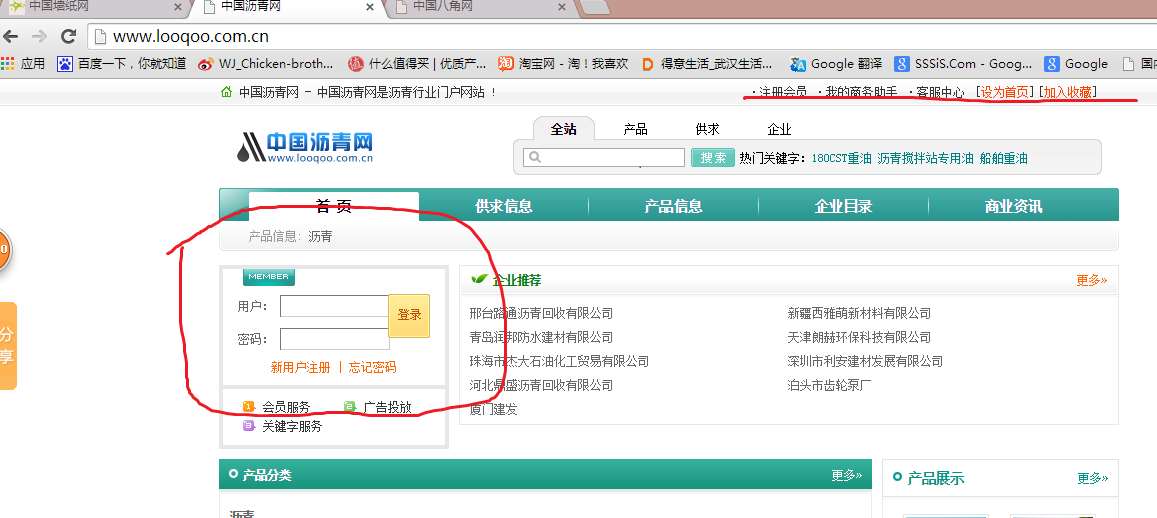 中国墙纸网 × 中国沥青网 × 中国八角网 ×
www.looqoo.com.cn
应用 百度一下，你就知道 WJ_Chicken-broth... 什么值得买 | 优质产... 淘宝网 - 淘！我喜欢 得意生活_武汉生活... Google 翻译 SSSiS.Com - Goog... Google 国
中国沥青网 - 中国沥青网是沥青行业门户网站 ！ ·注册会员 ·我的商务助手 ·客服中心 [设为首页] [加入收藏]
全站 产品 供求 企业
中国沥青网
www.looqoo.com.cn
搜 索 热门关键字: 180CST重油 沥青搅拌站专用油 船舶重油
首 页 供求信息 产品信息 企业目录 商业资讯
产品信息: 沥青
0
分享
MEMBER
用户:
密码:
登录
新用户注册 | 忘记密码
1 会员服务 2 广告投放
3 关键字服务
企业推荐 更多»
邢台路通沥青回收有限公司 新疆西雅萌新材料有限公司
青岛润邦防水建材有限公司 天津朗赫环保科技有限公司
珠海市杰大石油化工贸易有限公司 深圳市利安建材发展有限公司
河北鼎盛沥青回收有限公司 泊头市齿轮泵厂
厦门建发
产品分类 更多»
产品展示 更多»
沥青